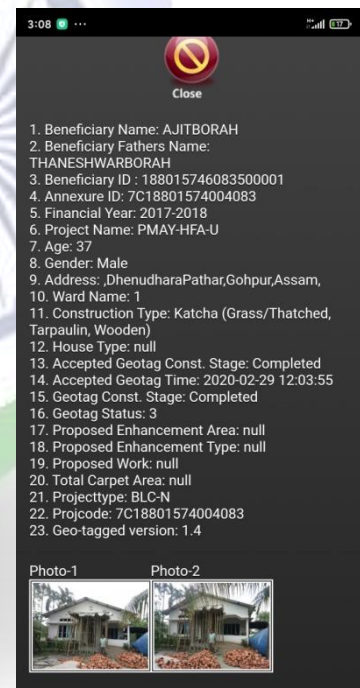 3:08 ...
17
Close
1. Beneficiary Name: AJITBORAH
2. Beneficiary Fathers Name:
THANESHWARBORAH
3. Beneficiary ID : 188015746083500001
4. Annexure ID: 7C18801574004083
5. Financial Year: 2017-2018
6. Project Name: PMAY-HFA-U
7. Age: 37
8. Gender: Male
9. Address: ,DhenudharaPathar,Gohpur,Assam,
10. Ward Name: 1
11. Construction Type: Katcha (Grass/Thatched,
Tarpaulin, Wooden)
12. House Type: null
13. Accepted Geotag Const. Stage: Completed
14. Accepted Geotag Time: 2020-02-29 12:03:55
15. Geotag Const. Stage: Completed
16. Geotag Status: 3
17. Proposed Enhancement Area: null
18. Proposed Enhancement Type: null
19. Proposed Work: null
20. Total Carpet Area: null
21. Projecttype: BLC-N
22. Projcode: 7C18801574004083
23. Geo-tagged version: 1.4
Photo-1 Photo-2